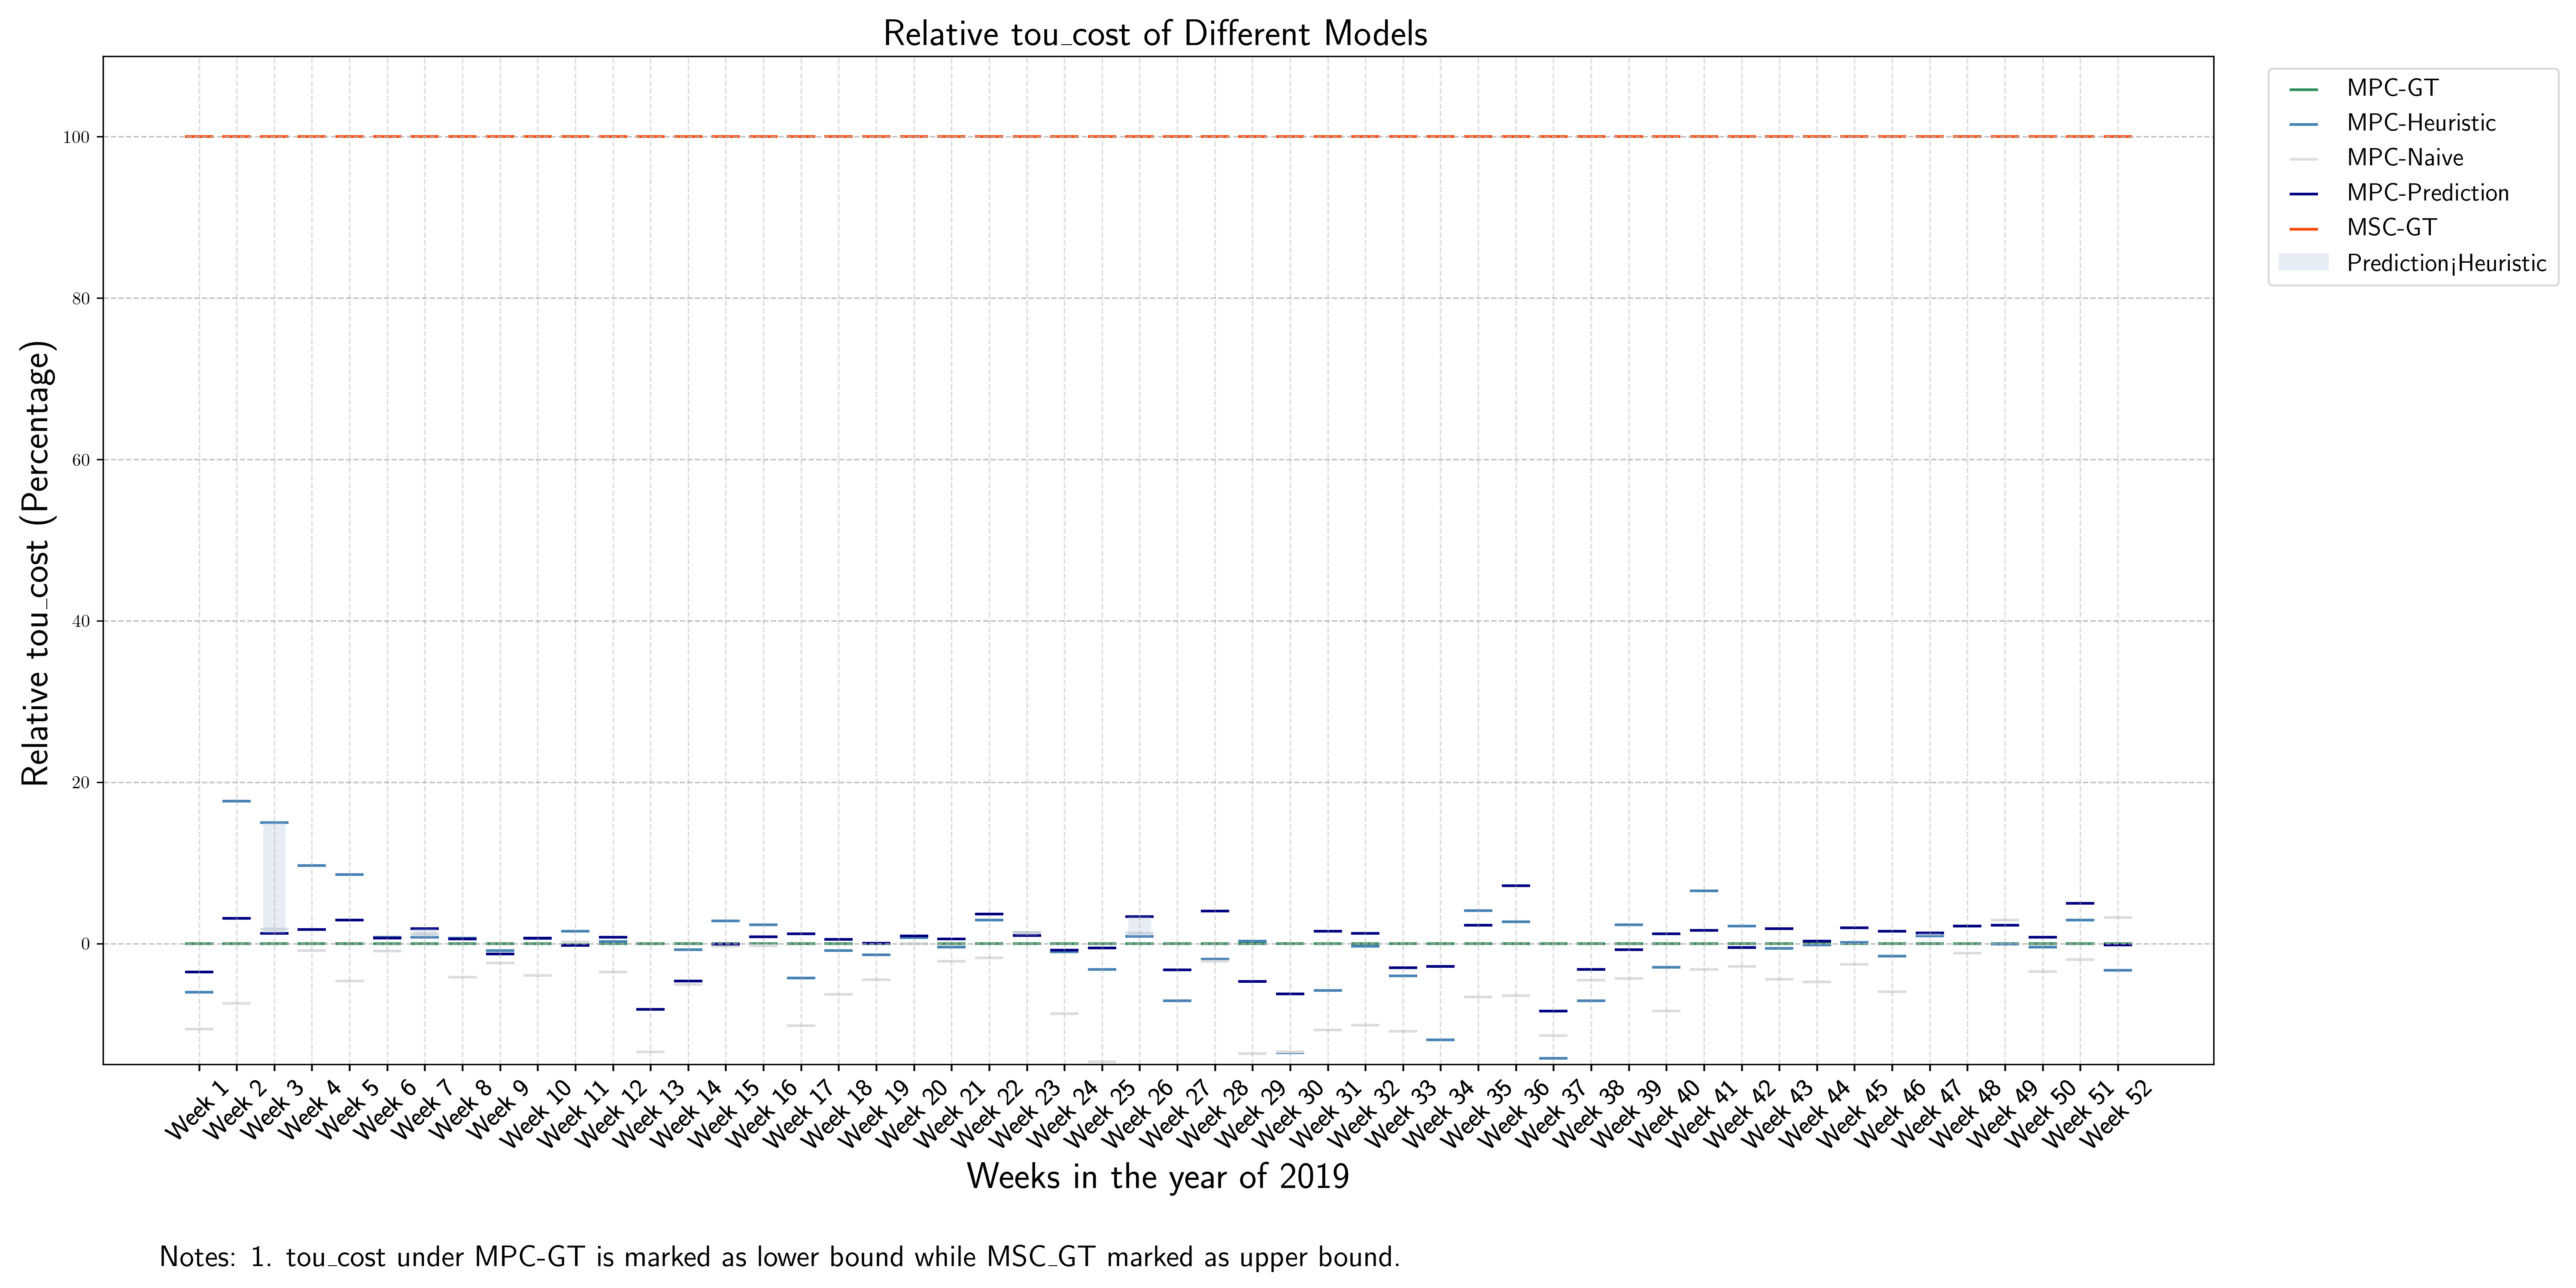 Relative tou_cost of Different Models
Relative tou_cost (Percentage)
100
80
60
40
20
0
MPC-GT
MPC-Heuristic
MPC-Naive
MPC-Prediction
MSC-GT
Prediction¡Heuristic
Week 1
Week 2
Week 3
Week 4
Week 5
Week 6
Week 7
Week 8
Week 9
Week 10
Week 11
Week 12
Week 13
Week 14
Week 15
Week 16
Week 17
Week 18
Week 19
Week 20
Week 21
Week 22
Week 23
Week 24
Week 25
Week 26
Week 27
Week 28
Week 29
Week 30
Week 31
Week 32
Week 33
Week 34
Week 35
Week 36
Week 37
Week 38
Week 39
Week 40
Week 41
Week 42
Week 43
Week 44
Week 45
Week 46
Week 47
Week 48
Week 49
Week 50
Week 51
Week 52
Weeks in the year of 2019
Notes: 1. tou_cost under MPC-GT is marked as lower bound while MSC_GT marked as upper bound.